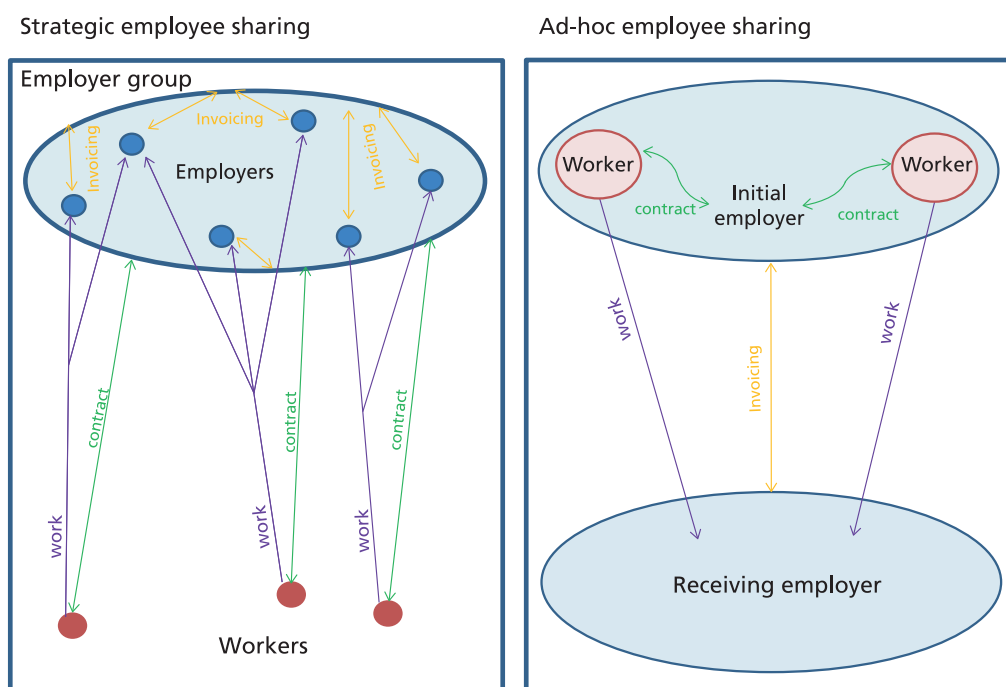 Strategic employee sharing
Employer group
Invoicing
Invoicing
Invoicing
Employers
contract
contract
contract
work
work
work
Workers
Ad-hoc employee sharing
Worker
Worker
contract
Initial
employer
contract
work
work
Invoicing
Receiving employer